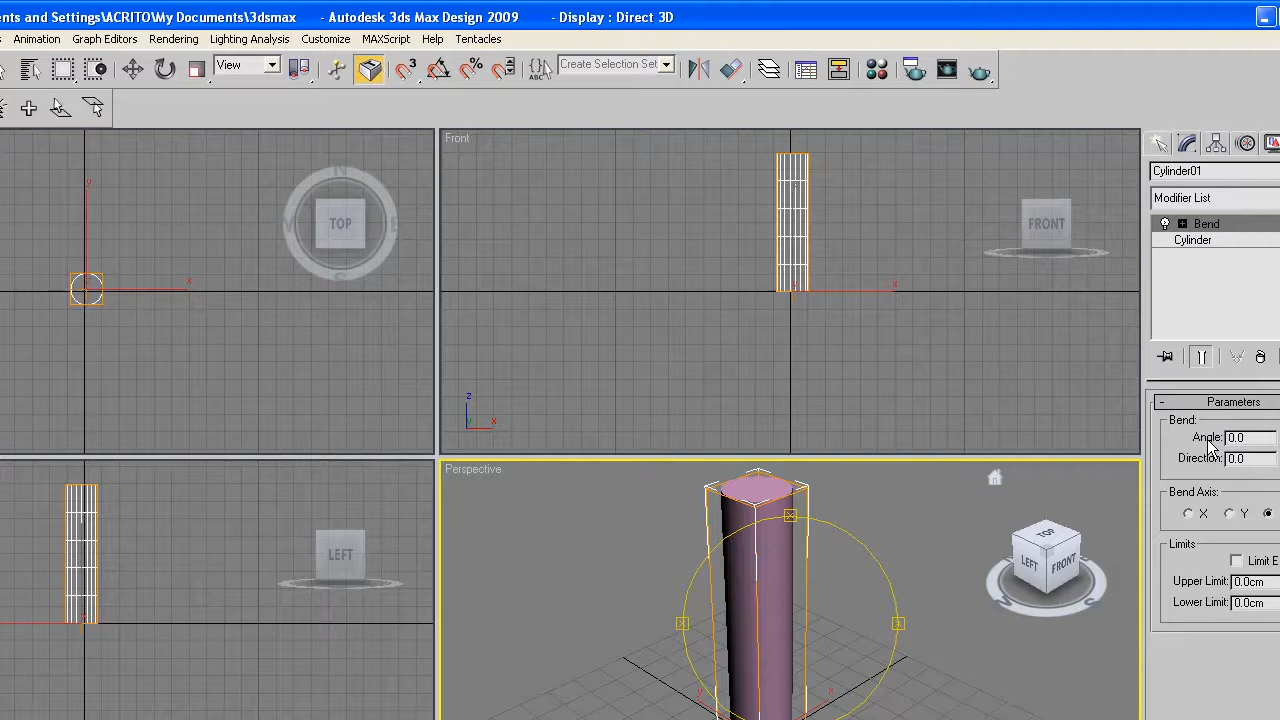 ents and Settings\ACRITO\My Documents\3dsmax - Autodesk 3ds Max Design 2009 - Display : Direct 3D
Animation Graph Editors Rendering Lighting Analysis Customize MAXScript Help Tentacles
View
ABC
Create Selection Set
3
Front
Cylinder01
Modifier List
Bend
Cylinder
y
N
TOP
S
x
FRONT
x
z
y
x
Parameters
Bend:
Angle: 0.0
Direction: 0.0
Bend Axis:
X Y
Limits
Limit E
Upper Limit: 0.0cm
Lower Limit: 0.0cm
Perspective
LEFT
TOP
LEFT
FRONT
y
x